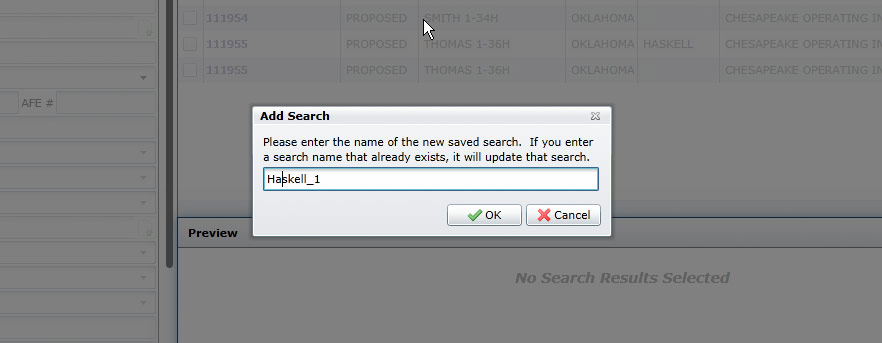 111954 PROPOSED SMITH 1-34H OKLAHOMA CHESAPEAKE OPERATING IN
111955 PROPOSED THOMAS 1-36H OKLAHOMA HASKELL CHESAPEAKE OPERATING IN
111955 PROPOSED THOMAS 1-36H OKLAHOMA CHESAPEAKE OPERATING IN
AFE #
Add Search
Please enter the name of the new saved search. If you enter
a search name that already exists, it will update that search.
Haskell_1
OK Cancel
Preview
No Search Results Selected